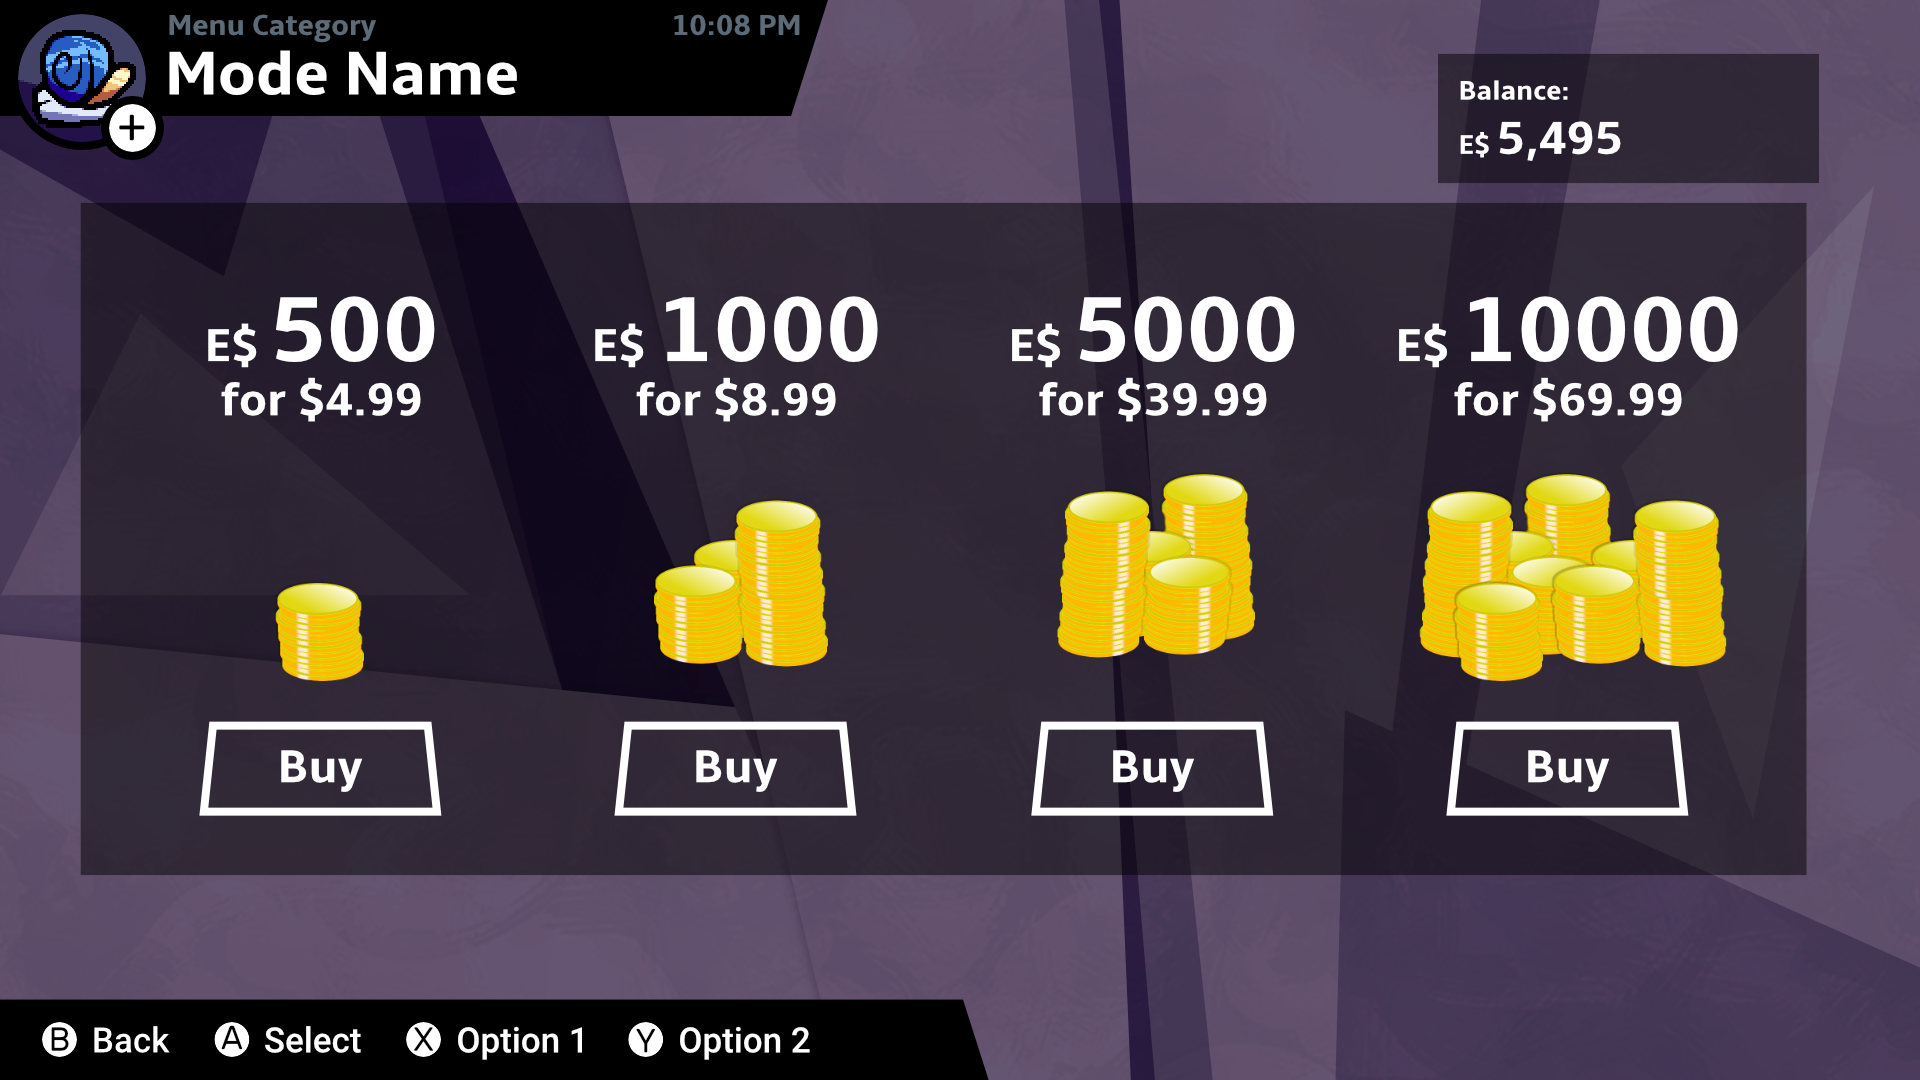 Menu Category
10:08 PM
Mode Name
Balance:
E$ 5,495
E$ 500
for $4.99
E$ 1000
for $8.99
E$ 5000
for $39.99
E$ 10000
for $69.99
Buy
Buy
Buy
Buy
B Back
A Select
X Option 1
Y Option 2